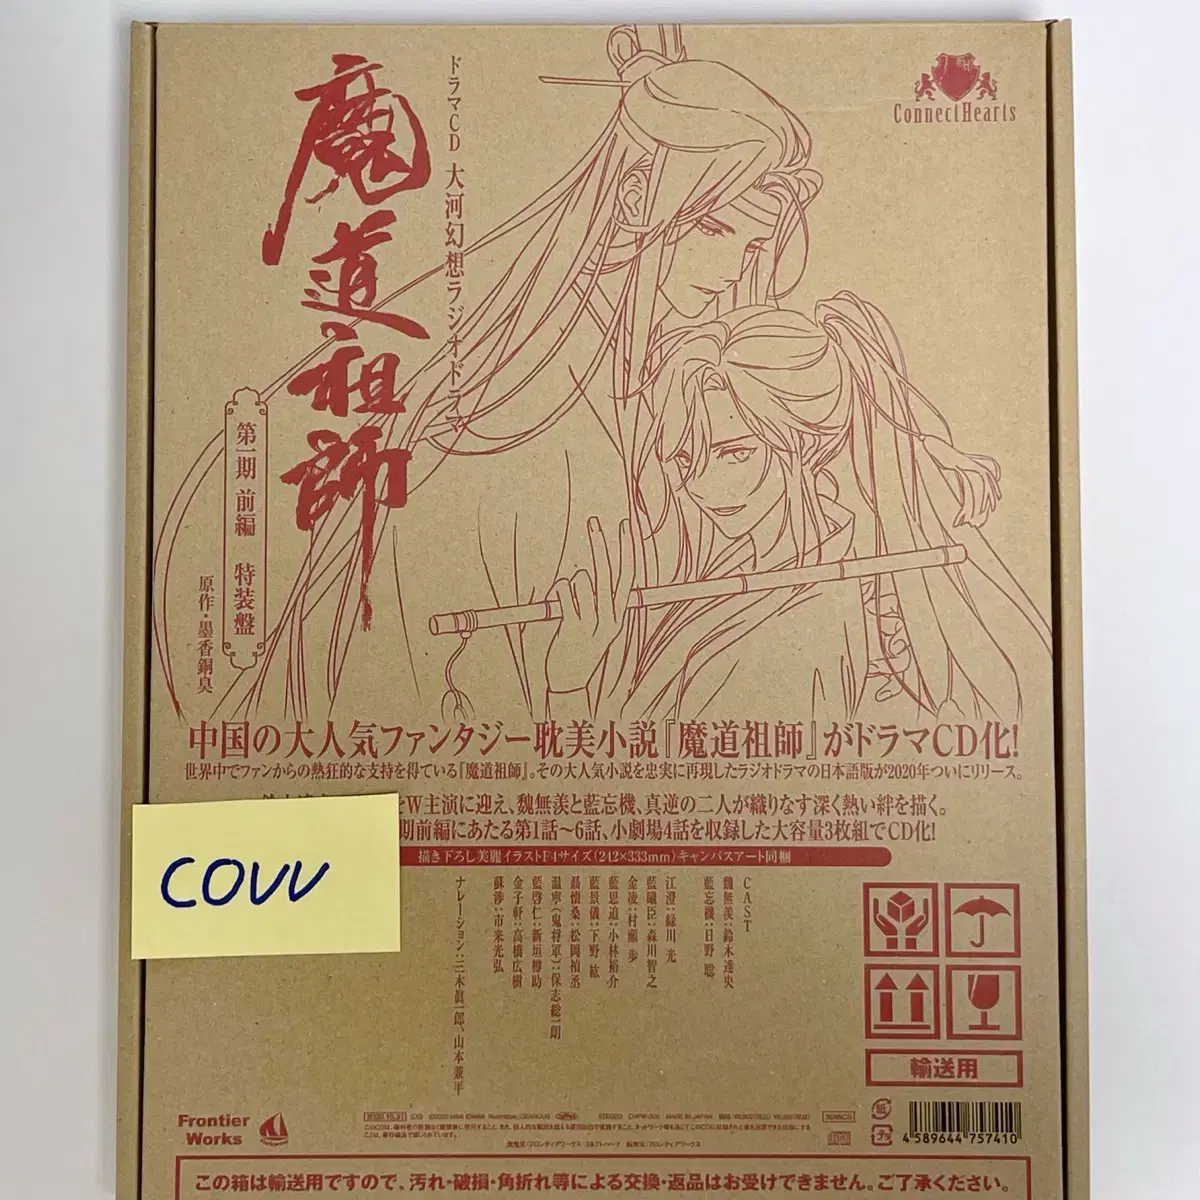 魔道祖師
ドラマCD 大河幻想ラジオドラマ
第一期 前編 特装盤
原作・墨香銅臭
ConnectHearts
中国の大人気ファンタジー耽美小説『魔道祖師』がドラマCD化!
世界中でファンからの熱狂的な支持を得ている『魔道祖師』。その大人気小説を忠実に再現したラジオドラマの日本語版が2020年ついにリリース。
をW主演に迎え、魏無羨と藍忘機、真逆の二人が織りなす深く熱い絆を描く。
期前編にあたる第1話〜6話、小劇場4話を収録した大容量3枚組でCD化!
描き下ろし美麗イラストF4サイズ(242×333mm)キャンバスアート同梱
COVV
CAST
魏無羨:鈴木達央
藍忘機:日野 聡
江澄:緑川 光
藍曦臣:森川智之
金凌:村瀬 歩
藍思追:小林裕介
藍景儀:下野 紘
聶懐桑:松岡禎丞
温寧(鬼将軍):保志総一朗
藍啓仁:新垣樽助
金子軒:高橋広樹
蘇渉:市来光弘
ナレーション:三木眞一郎、山本兼平
輸送用
Frontier Works
MADE IN JAPAN
4 589644 757410
この箱は輸送用ですので、汚れ・破損・角折れ等による交換・返品はお受けできません。ご了承ください。